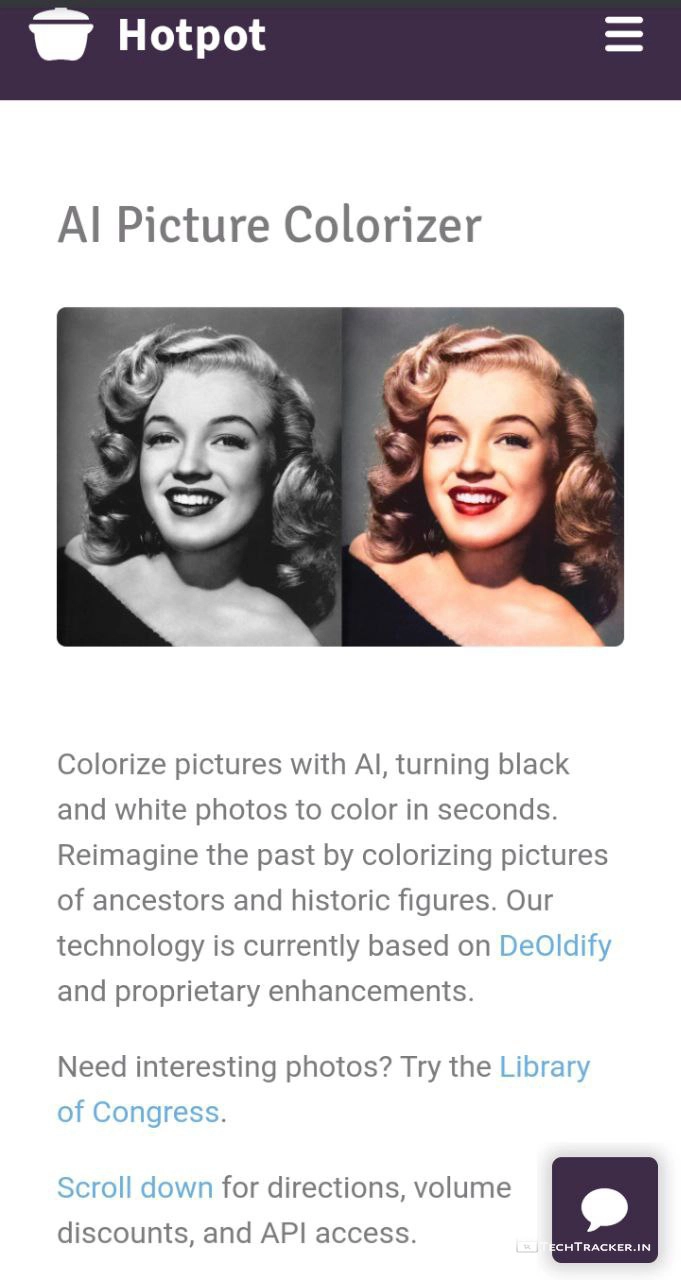 Hotpot
AI Picture Colorizer
Colorize pictures with AI, turning black
and white photos to color in seconds.
Reimagine the past by colorizing pictures
of ancestors and historic figures. Our
technology is currently based on DeOldify
and proprietary enhancements.
Need interesting photos? Try the Library
of Congress.
Scroll down for directions, volume
discounts, and API access.
TECHTRACKER.IN